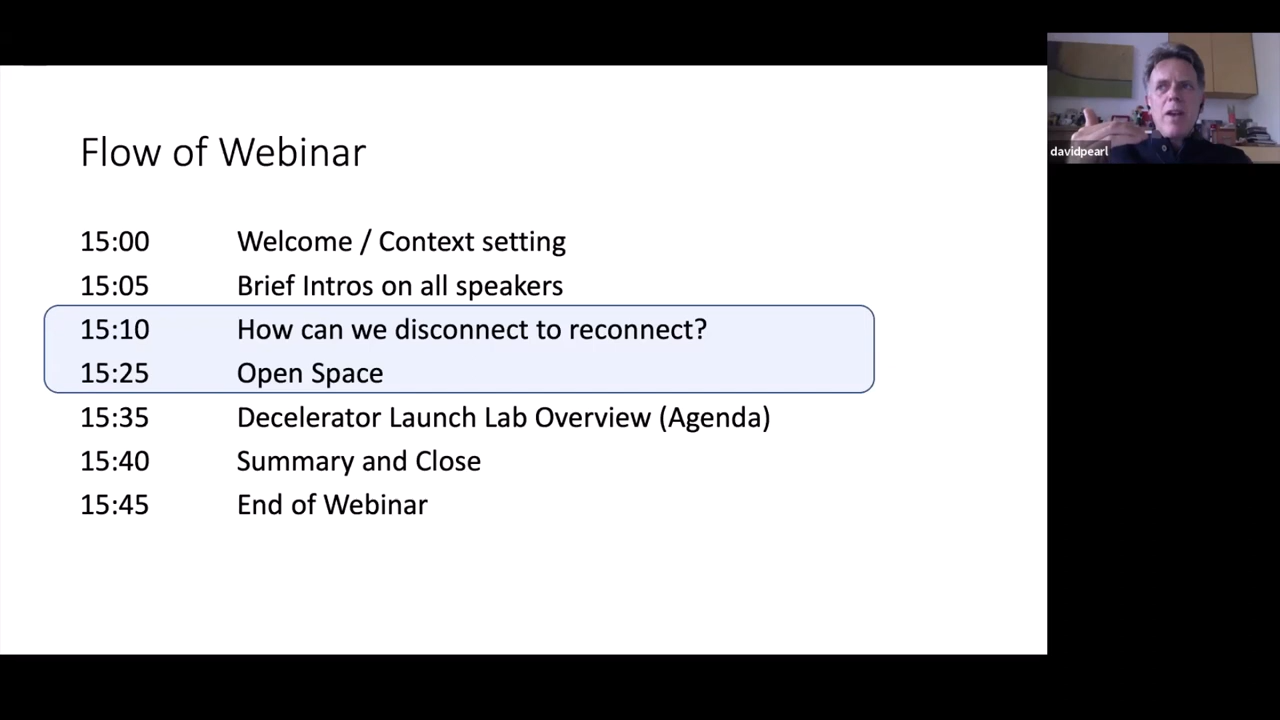 Flow of Webinar
15:00 Welcome / Context setting
15:05 Brief Intros on all speakers
15:10 How can we disconnect to reconnect?
15:25 Open Space
15:35 Decelerator Launch Lab Overview (Agenda)
15:40 Summary and Close
15:45 End of Webinar
davidpearl